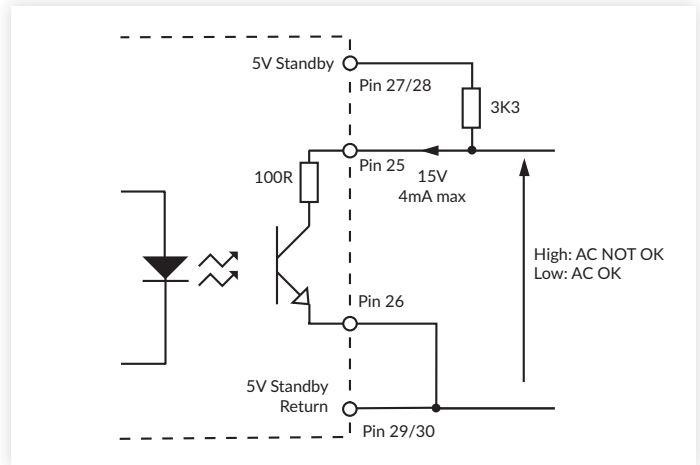 5V Standby
Pin 27/28
3K3
Pin 25
100R
15V
4mA max
High: AC NOT OK
Low: AC OK
Pin 26
5V Standby
Return
Pin 29/30